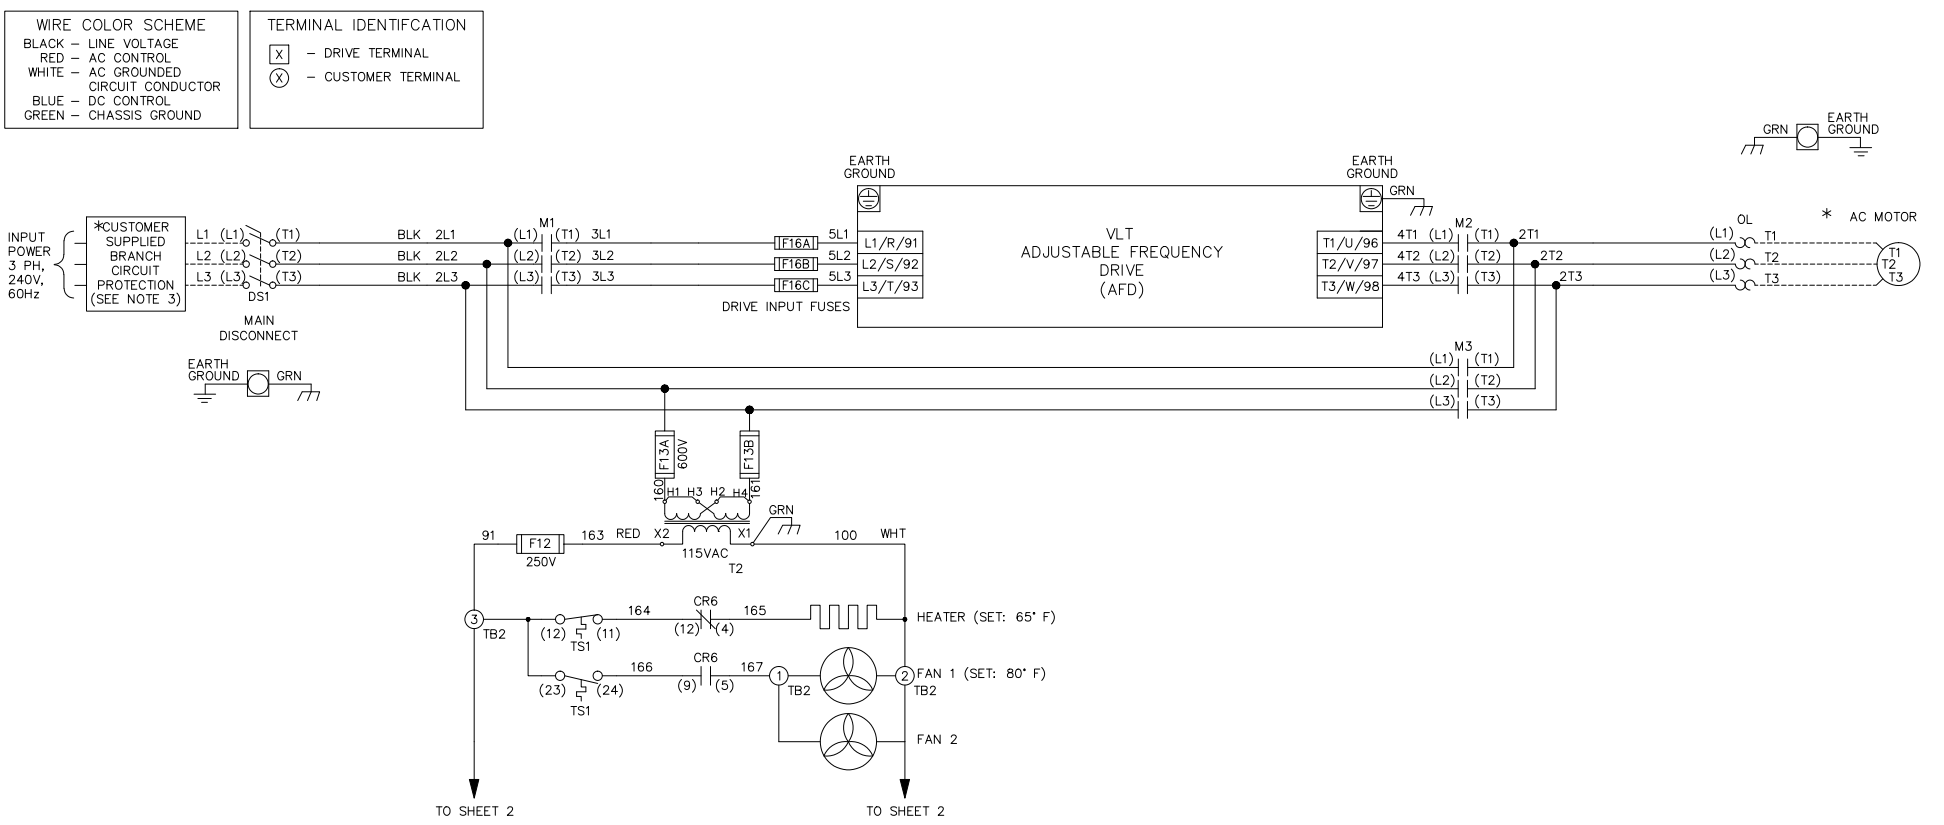 WIRE COLOR SCHEME
BLACK – LINE VOLTAGE
RED – AC CONTROL
WHITE – AC GROUNDED
CIRCUIT CONDUCTOR
BLUE – DC CONTROL
GREEN – CHASSIS GROUND
TERMINAL IDENTIFCATION
X – DRIVE TERMINAL
X – CUSTOMER TERMINAL
GRN
EARTH
GROUND
INPUT
POWER
3 PH,
240V,
60Hz
*CUSTOMER
SUPPLIED
BRANCH
CIRCUIT
PROTECTION
(SEE NOTE 3)
L1 (L1) (T1) BLK 2L1
L2 (L2) (T2) BLK 2L2
L3 (L3) (T3) BLK 2L3
DS1
MAIN
DISCONNECT
EARTH
GROUND
GRN
M1
(L1) (T1) 3L1
(L2) (T2) 3L2
(L3) (T3) 3L3
F16A 5L1
F16B 5L2
F16C 5L3
DRIVE INPUT FUSES
EARTH
GROUND
L1/R/91
L2/S/92
L3/T/93
VLT
ADJUSTABLE FREQUENCY
DRIVE
(AFD)
EARTH
GROUND
GRN
T1/U/96
T2/V/97
T3/W/98
M2
4T1 (L1) (T1) 2T1
4T2 (L2) (T2) 2T2
4T3 (L3) (T3) 2T3
OL
(L1) T1
(L2) T2
(L3) T3
* AC MOTOR
T1
T2
T3
M3
(L1) (T1)
(L2) (T2)
(L3) (T3)
F13A
600V
F13B
160
161
H1 H3 H2 H4
GRN
91
F12
250V
163 RED X2
X1
115VAC
T2
100 WHT
3
TB2
(12) (11)
TS1
164
CR6
(12) (4)
165
HEATER (SET: 65° F)
(23) (24)
TS1
166
CR6
(9) (5)
167
1
TB2
2
TB2
FAN 1 (SET: 80° F)
FAN 2
TO SHEET 2
TO SHEET 2